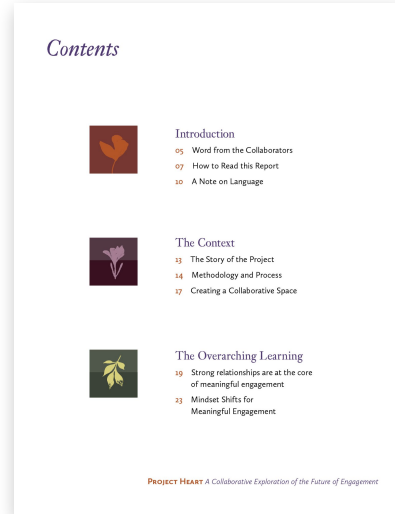 Contents
Introduction
05 Word from the Collaborators
07 How to Read this Report
10 A Note on Language
The Context
13 The Story of the Project
14 Methodology and Process
17 Creating a Collaborative Space
The Overarching Learning
19 Strong relationships are at the core
of meaningful engagement
23 Mindset Shifts for
Meaningful Engagement
Project Heart A Collaborative Exploration of the Future of Engagement